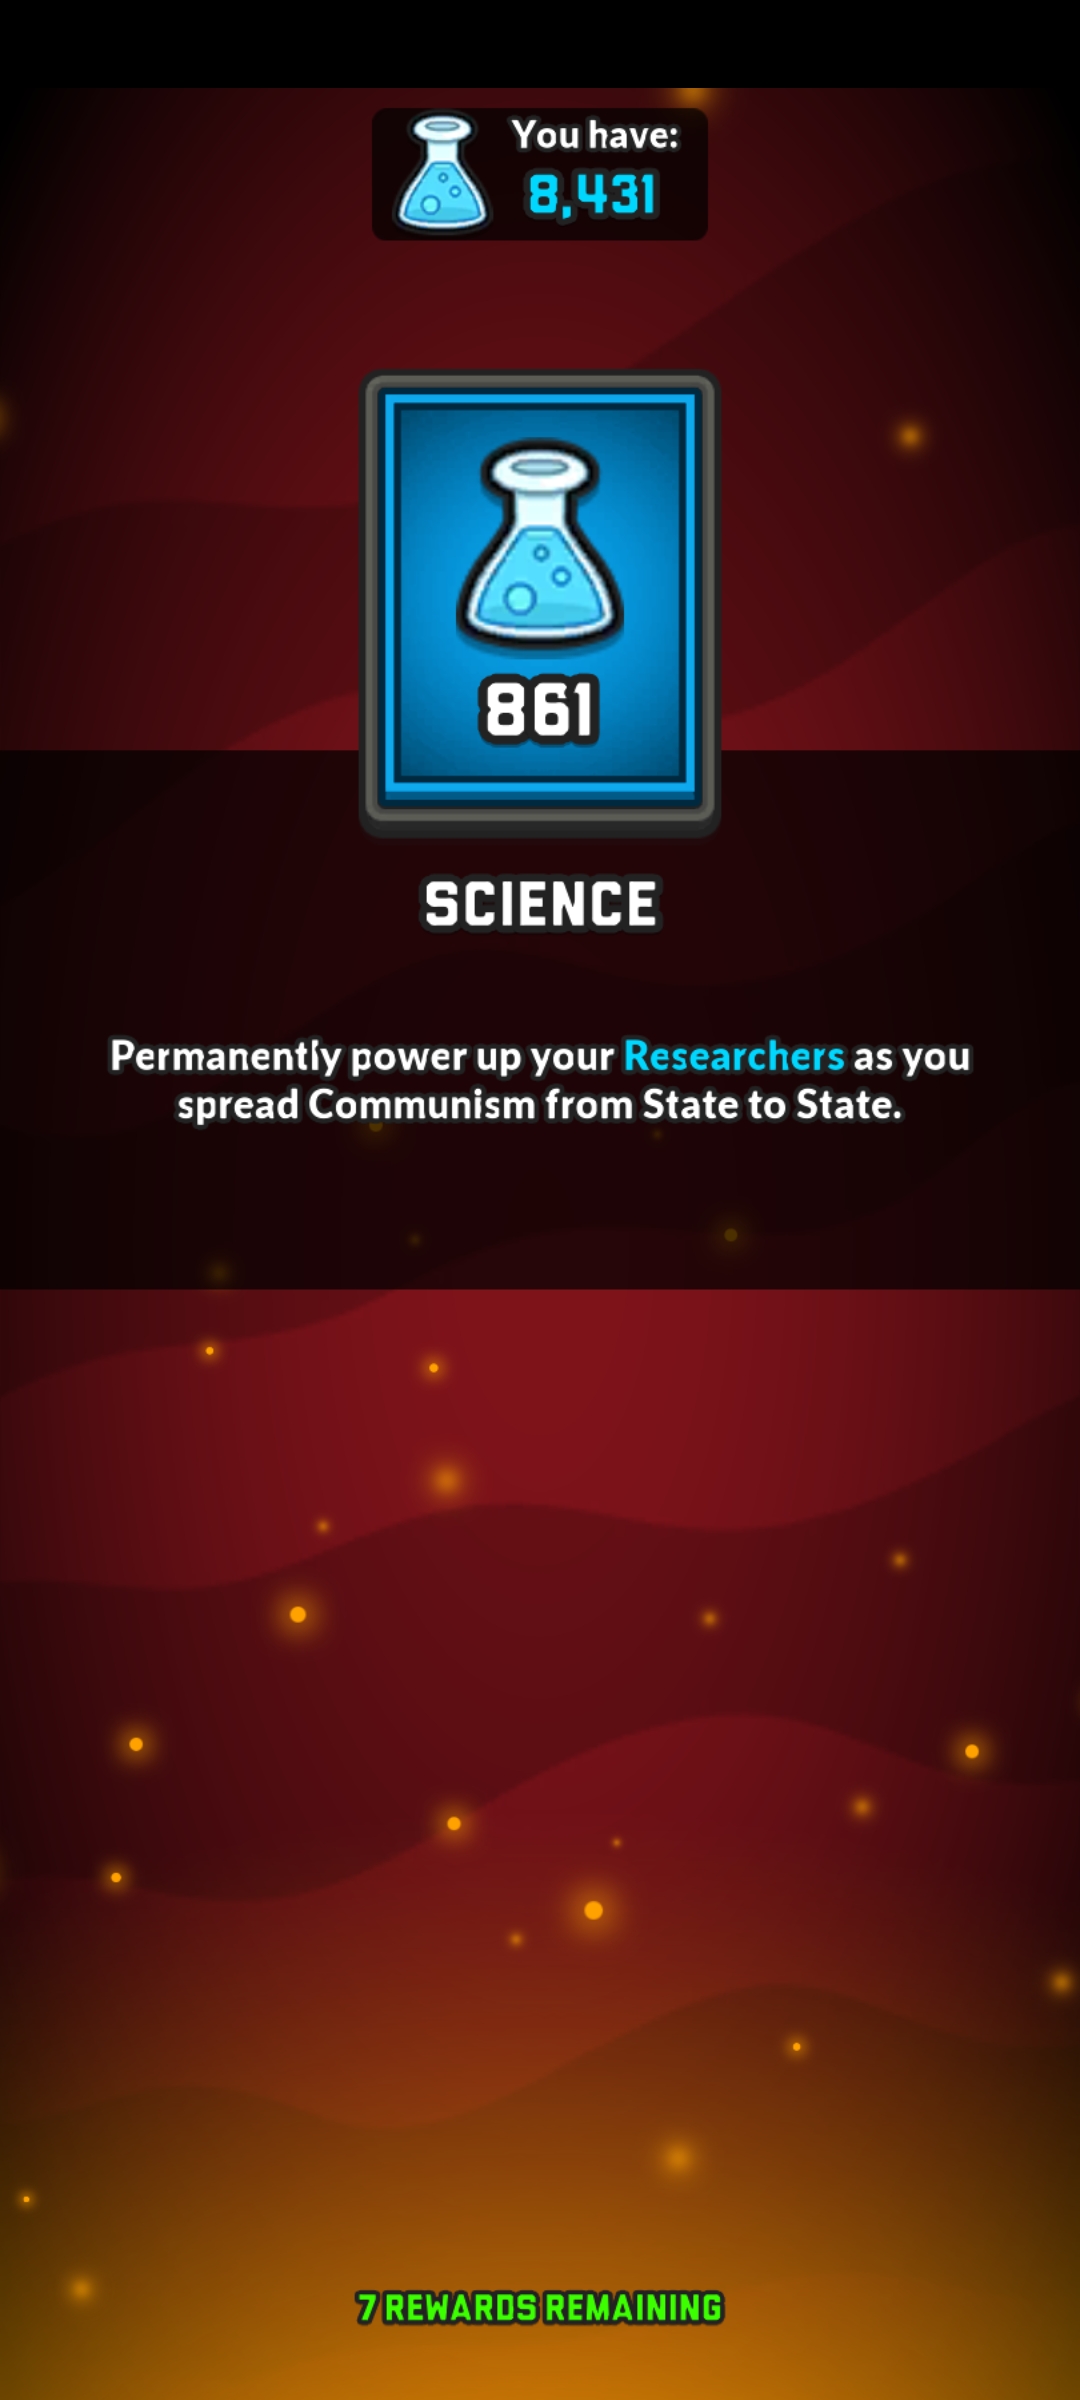 You have:
8,431
861
SCIENCE
Permanently power up your Researchers as you
spread Communism from State to State.
7 REWARDS REMAINING